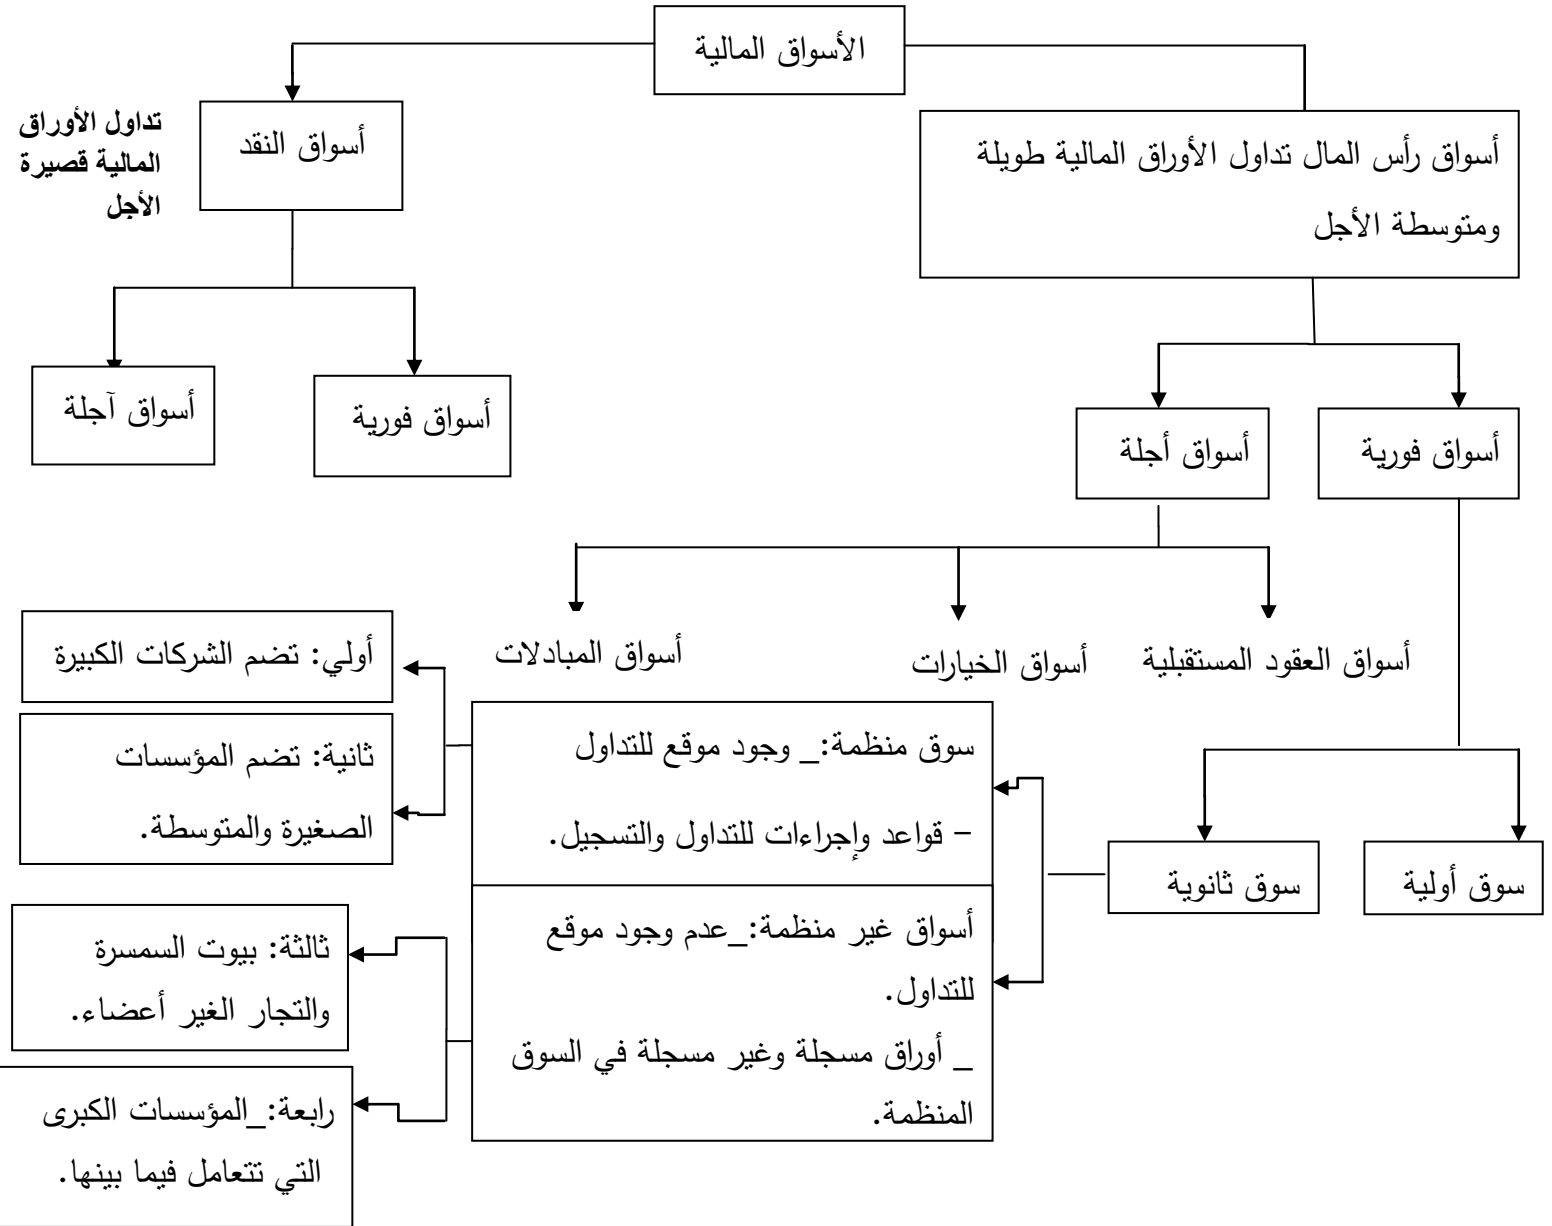 الأسواق المالية
أسواق رأس المال تداول الأوراق المالية طويلة
ومتوسطة الأجل
أسواق النقد
تداول الأوراق
المالية قصيرة
الأجل
أسواق فورية
أسواق أجلة
أسواق فورية
أسواق آجلة
أسواق العقود المستقبلية
أسواق الخيارات
أسواق المبادلات
سوق أولية
سوق ثانوية
سوق منظمة:_ وجود موقع للتداول
- قواعد وإجراءات للتداول والتسجيل.
أسواق غير منظمة:_عدم وجود موقع
للتداول.
_ أوراق مسجلة وغير مسجلة في السوق
المنظمة.
أولي: تضم الشركات الكبيرة
ثانية: تضم المؤسسات
الصغيرة والمتوسطة.
ثالثة: بيوت السمسرة
والتجار الغير أعضاء.
رابعة:_المؤسسات الكبرى
التي تتعامل فيما بينها.